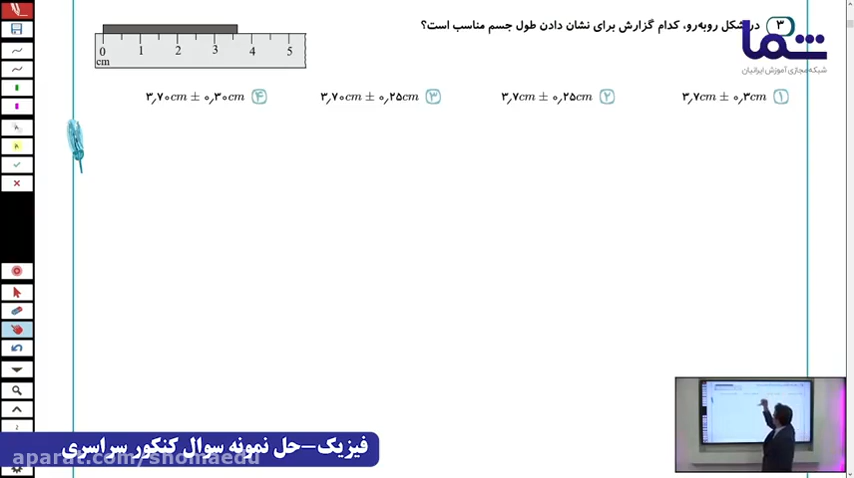 ۳ در شکل روبه‌رو، کدام گزارش برای نشان دادن طول جسم مناسب است؟
شما
شبکه مجازی آموزش ایرانیان
0 1 2 3 4 5
cm
۱ ۳٫۷cm ± ۰٫۳cm
۲ ۳٫۷cm ± ۰٫۲۵cm
۳ ۳٫۷۰cm ± ۰٫۲۵cm
۴ ۳٫۷۰cm ± ۰٫۳۰cm
فیزیک-حل نمونه سوال کنکور سراسری
aparat.com/shomaedu